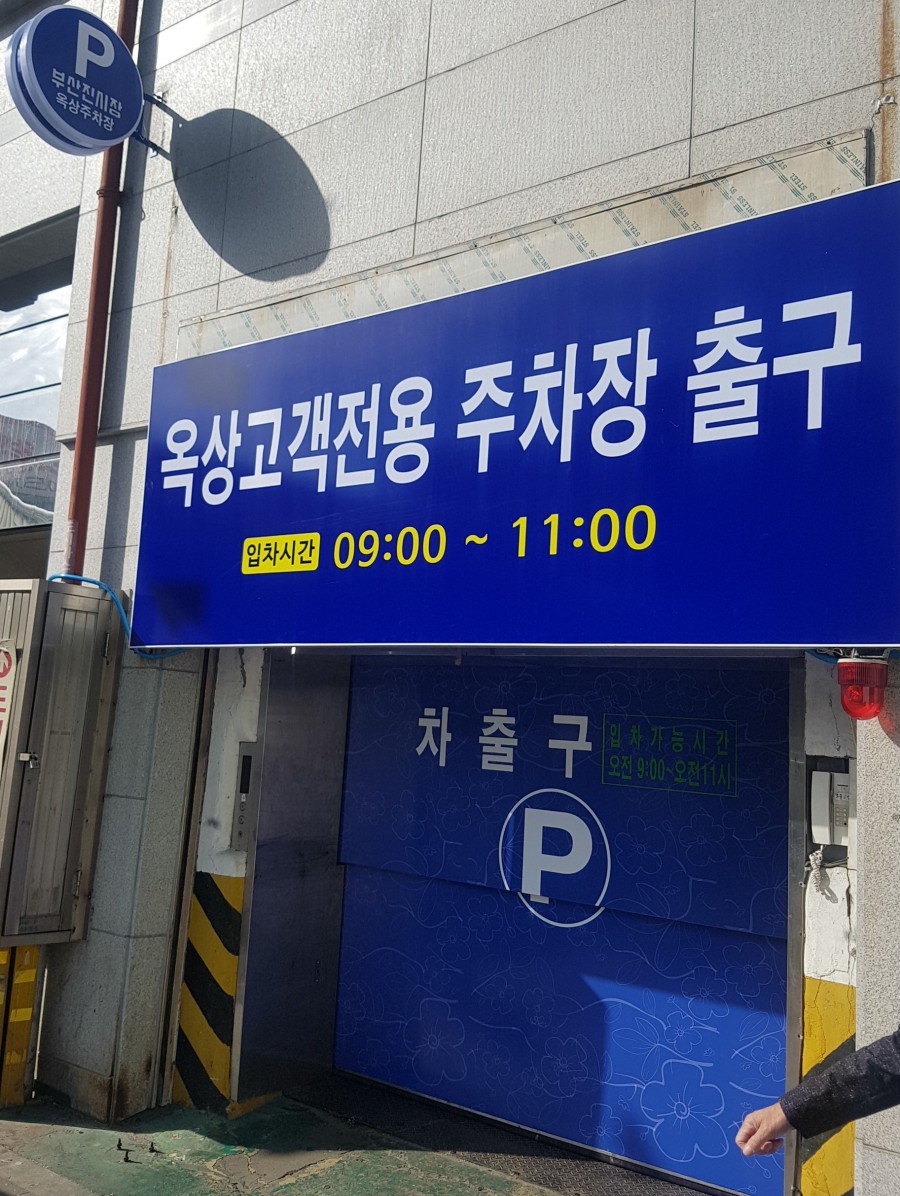 P
부산진시장
옥상주차장
옥상고객전용 주차장 출구
입차시간 09:00 ~ 11:00
차 출 구
입차가능시간
오전 9:00~오전11시
P